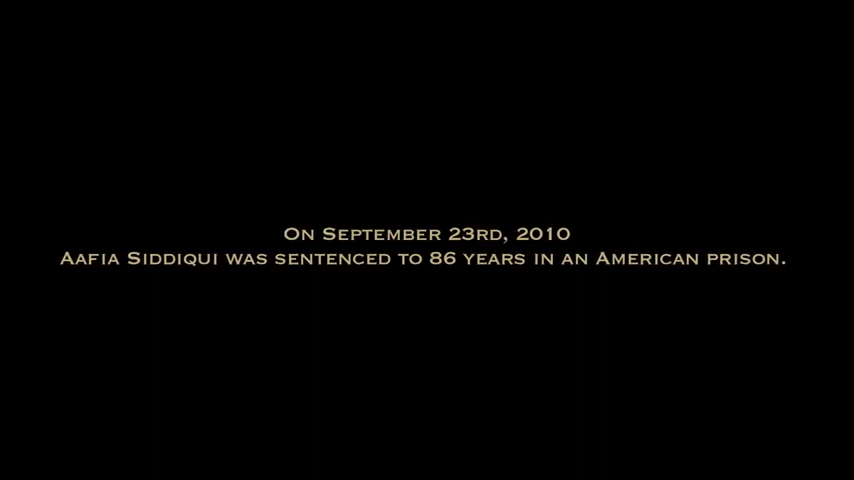 On September 23rd, 2010
Aafia Siddiqui was sentenced to 86 years in an American prison.